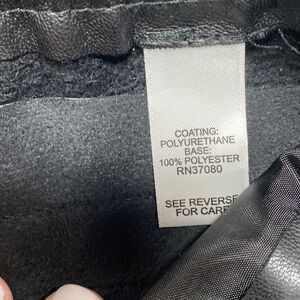 COATING:
POLYURETHANE
BASE:
100% POLYESTER
RN37080
SEE REVERSE
FOR CARE